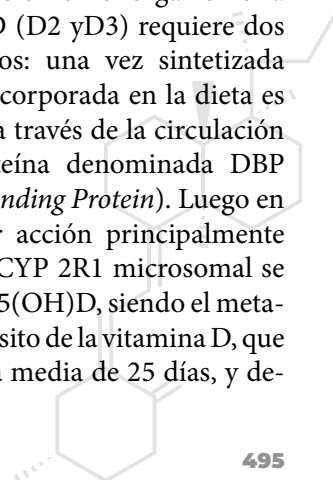 D (D2 yD3) requiere dos
os: una vez sintetizada
corporada en la dieta es
a través de la circulación
teína denominada DBP
nding Protein). Luego en
r acción principalmente
CYP 2R1 microsomal se
5(OH)D, siendo el meta-
sito de la vitamina D, que
a media de 25 días, y de-
495